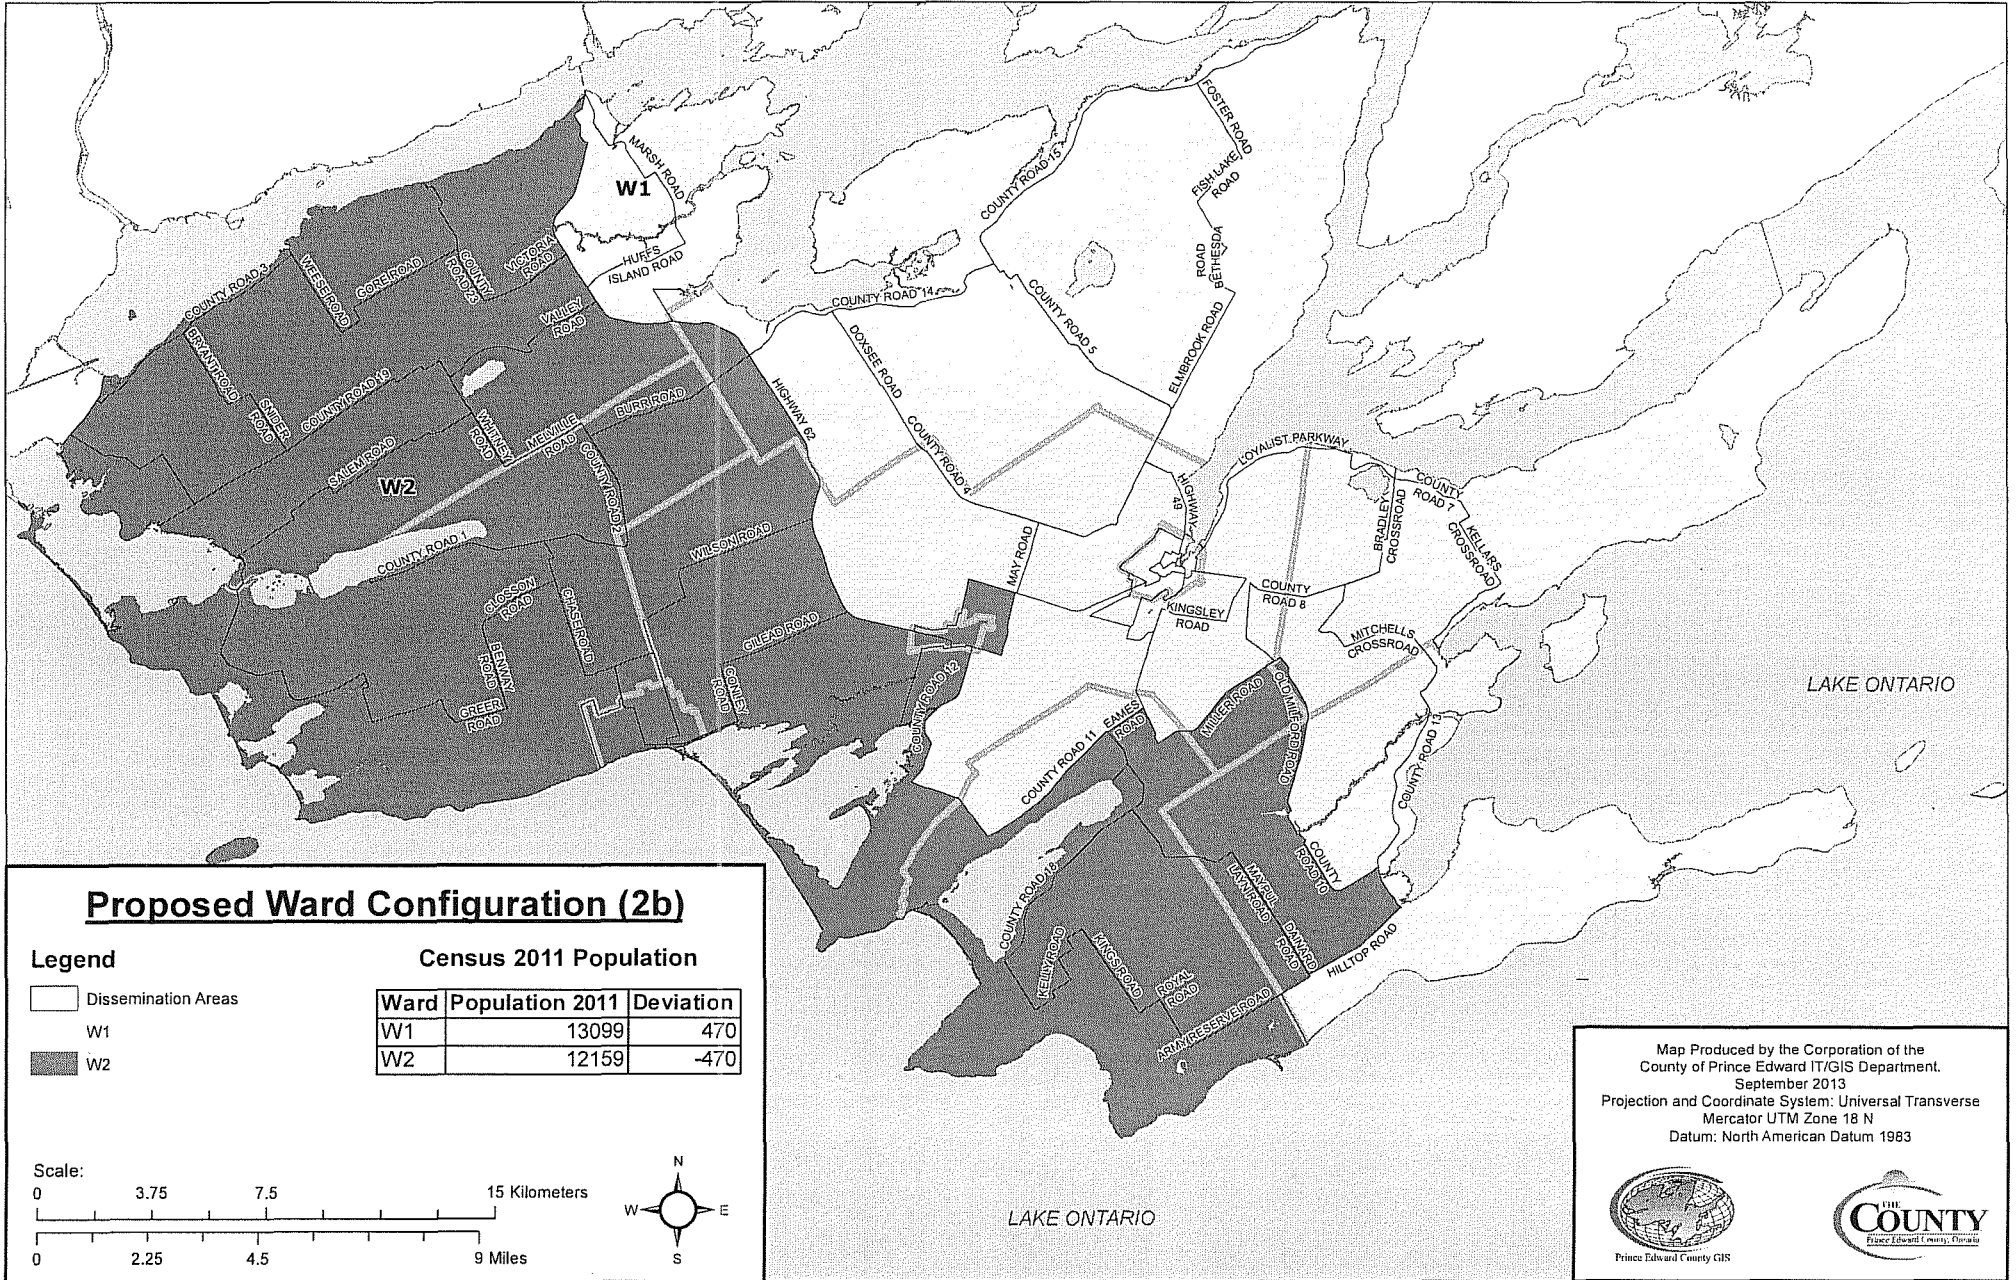 FOSTER ROAD
MARSH ROAD
W1
COUNTY ROAD 15
FISH LAKE
ROAD
HUFFS
ISLAND ROAD
VICTORIA
ROAD
COUNTY
ROAD 23
GORE ROAD
WEESE ROAD
COUNTY ROAD 3
ROAD
BETHESDA
COUNTY ROAD 14
COUNTY ROAD 5
VALLEY
ROAD
BRYANT ROAD
DOXSEE ROAD
ELMBROOK ROAD
COUNTY ROAD 19
SNIDER
ROAD
HIGHWAY 62
BURR ROAD
WHITNEY
ROAD
MELVILLE
ROAD
COUNTY ROAD 4
LOYALIST PARKWAY
SALEM ROAD
W2
COUNTY ROAD 2
HIGHWAY
49
COUNTY
ROAD 7
BRADLEY
CROSSROAD
KELLARS
CROSSROAD
WILSON ROAD
COUNTY ROAD 1
MAY ROAD
CLOSSON
ROAD
CHASE ROAD
COUNTY
ROAD 8
KINGSLEY
ROAD
GILEAD ROAD
MITCHELLS
CROSSROAD
BENWAY
ROAD
CONLEY
ROAD
COUNTY ROAD 12
GREER
ROAD
MILLER ROAD
OLD MILFORD ROAD
LAKE ONTARIO
EAMES
ROAD
COUNTY ROAD 11
COUNTY ROAD 13
COUNTY
ROAD 10
MAYPUL
LAYN ROAD
COUNTY ROAD 18
DAINARD
ROAD
HILLTOP ROAD
KELLY ROAD
KINGS ROAD
ROYAL
ROAD
ARMY RESERVE ROAD
LAKE ONTARIO
Proposed Ward Configuration (2b)
Legend
Dissemination Areas
W1
W2
Census 2011 Population
Ward Population 2011 Deviation
W1 13099 470
W2 12159 -470
Scale:
0 3.75 7.5 15 Kilometers
0 2.25 4.5 9 Miles
N
W E
S
Map Produced by the Corporation of the
County of Prince Edward IT/GIS Department.
September 2013
Projection and Coordinate System: Universal Transverse
Mercator UTM Zone 18 N
Datum: North American Datum 1983
Prince Edward County GIS
THE
COUNTY
Prince Edward County, Ontario